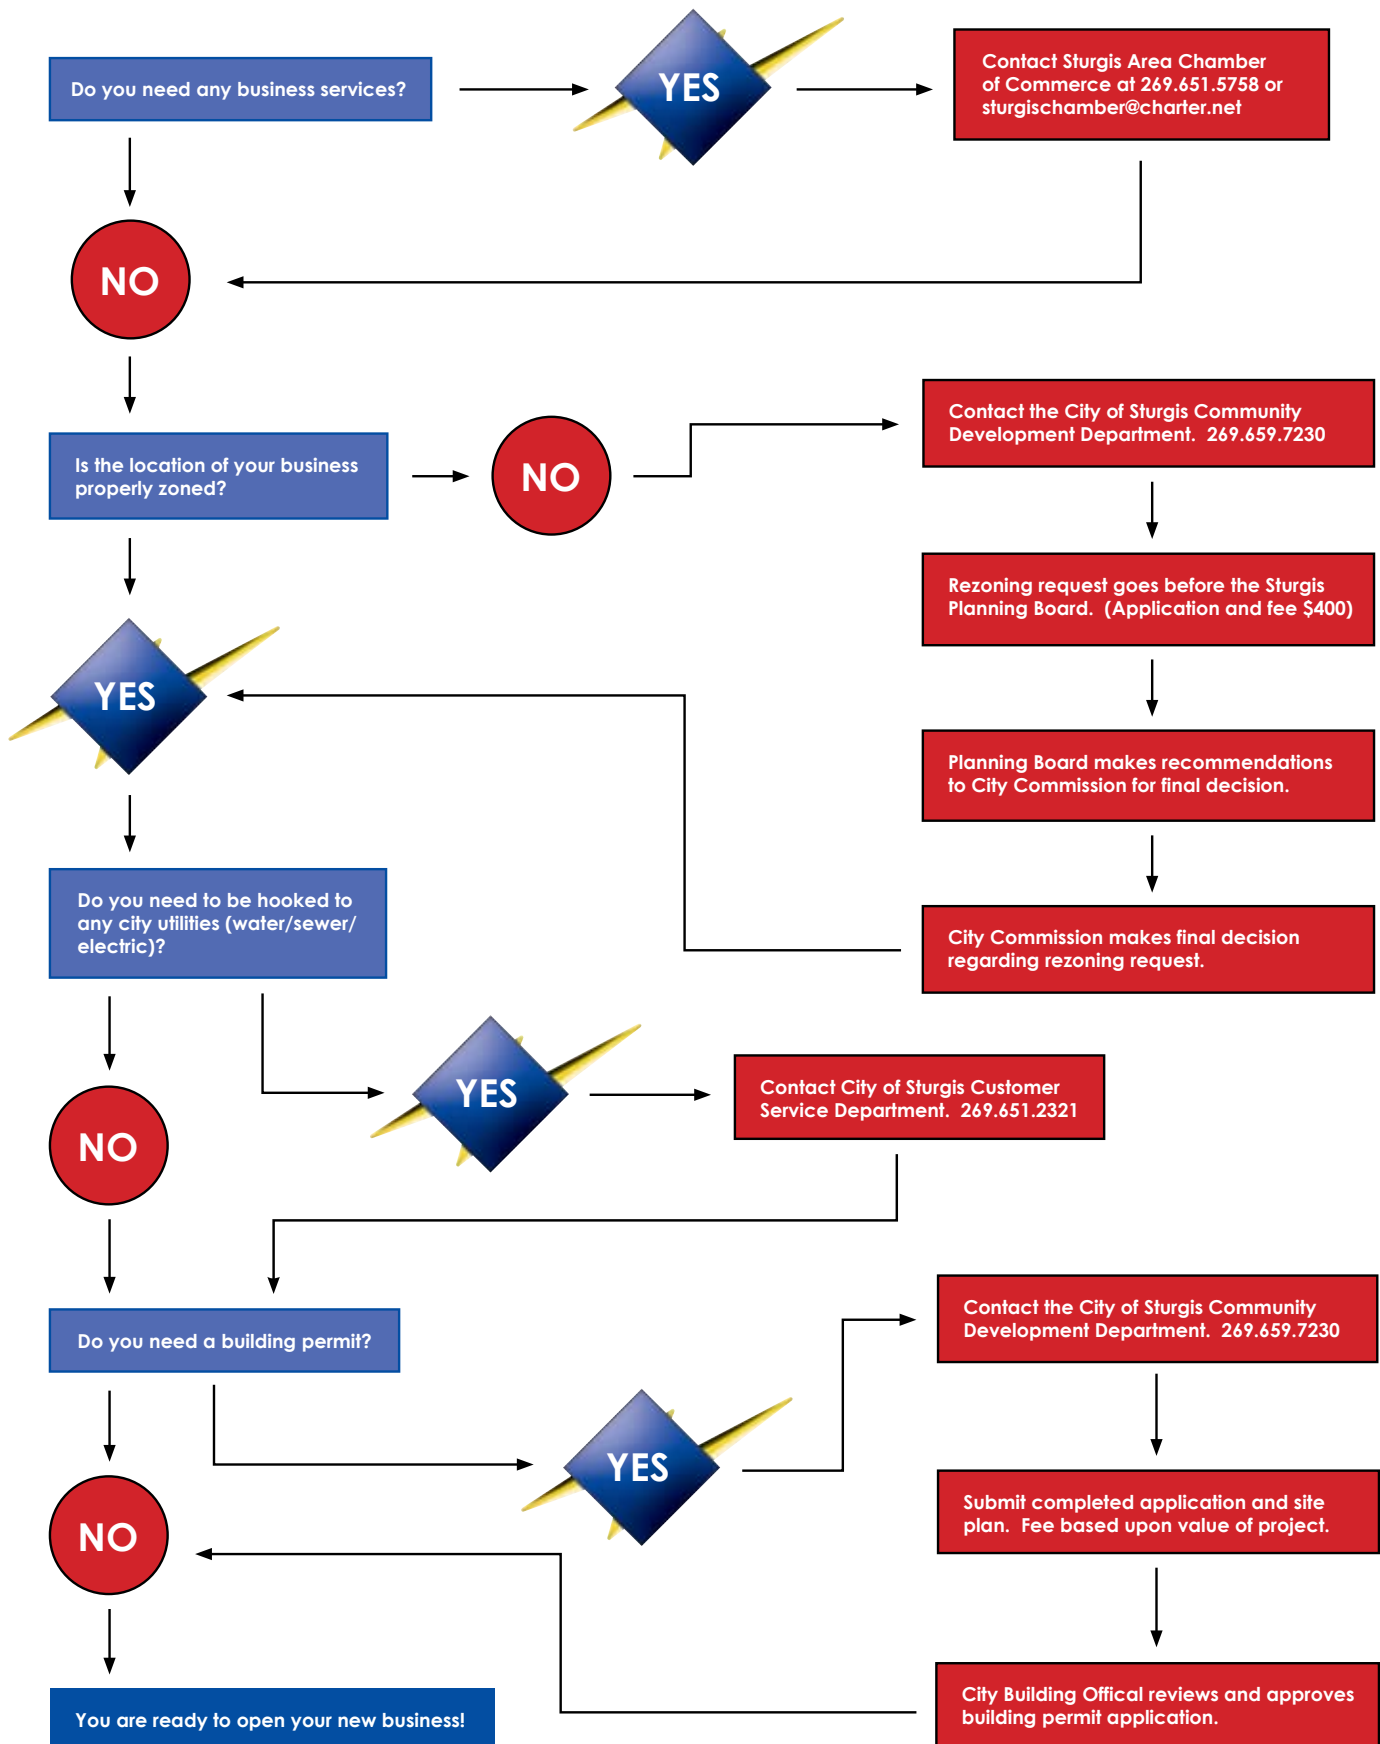 Do you need any business services?
YES
Contact Sturgis Area Chamber
of Commerce at 269.651.5758 or
sturgischamber@charter.net
NO
Is the location of your business
properly zoned?
NO
Contact the City of Sturgis Community
Development Department.  269.659.7230
Rezoning request goes before the Sturgis
Planning Board.  (Application and fee $400)
YES
Planning Board makes recommendations
to City Commission for final decision.
Do you need to be hooked to
any city utilities (water/sewer/
electric)?
City Commission makes final decision
regarding rezoning request.
YES
Contact City of Sturgis Customer
Service Department.  269.651.2321
NO
Do you need a building permit?
Contact the City of Sturgis Community
Development Department.  269.659.7230
YES
NO
Submit completed application and site
plan.  Fee based upon value of project.
City Building Offical reviews and approves
building permit application.
You are ready to open your new business!